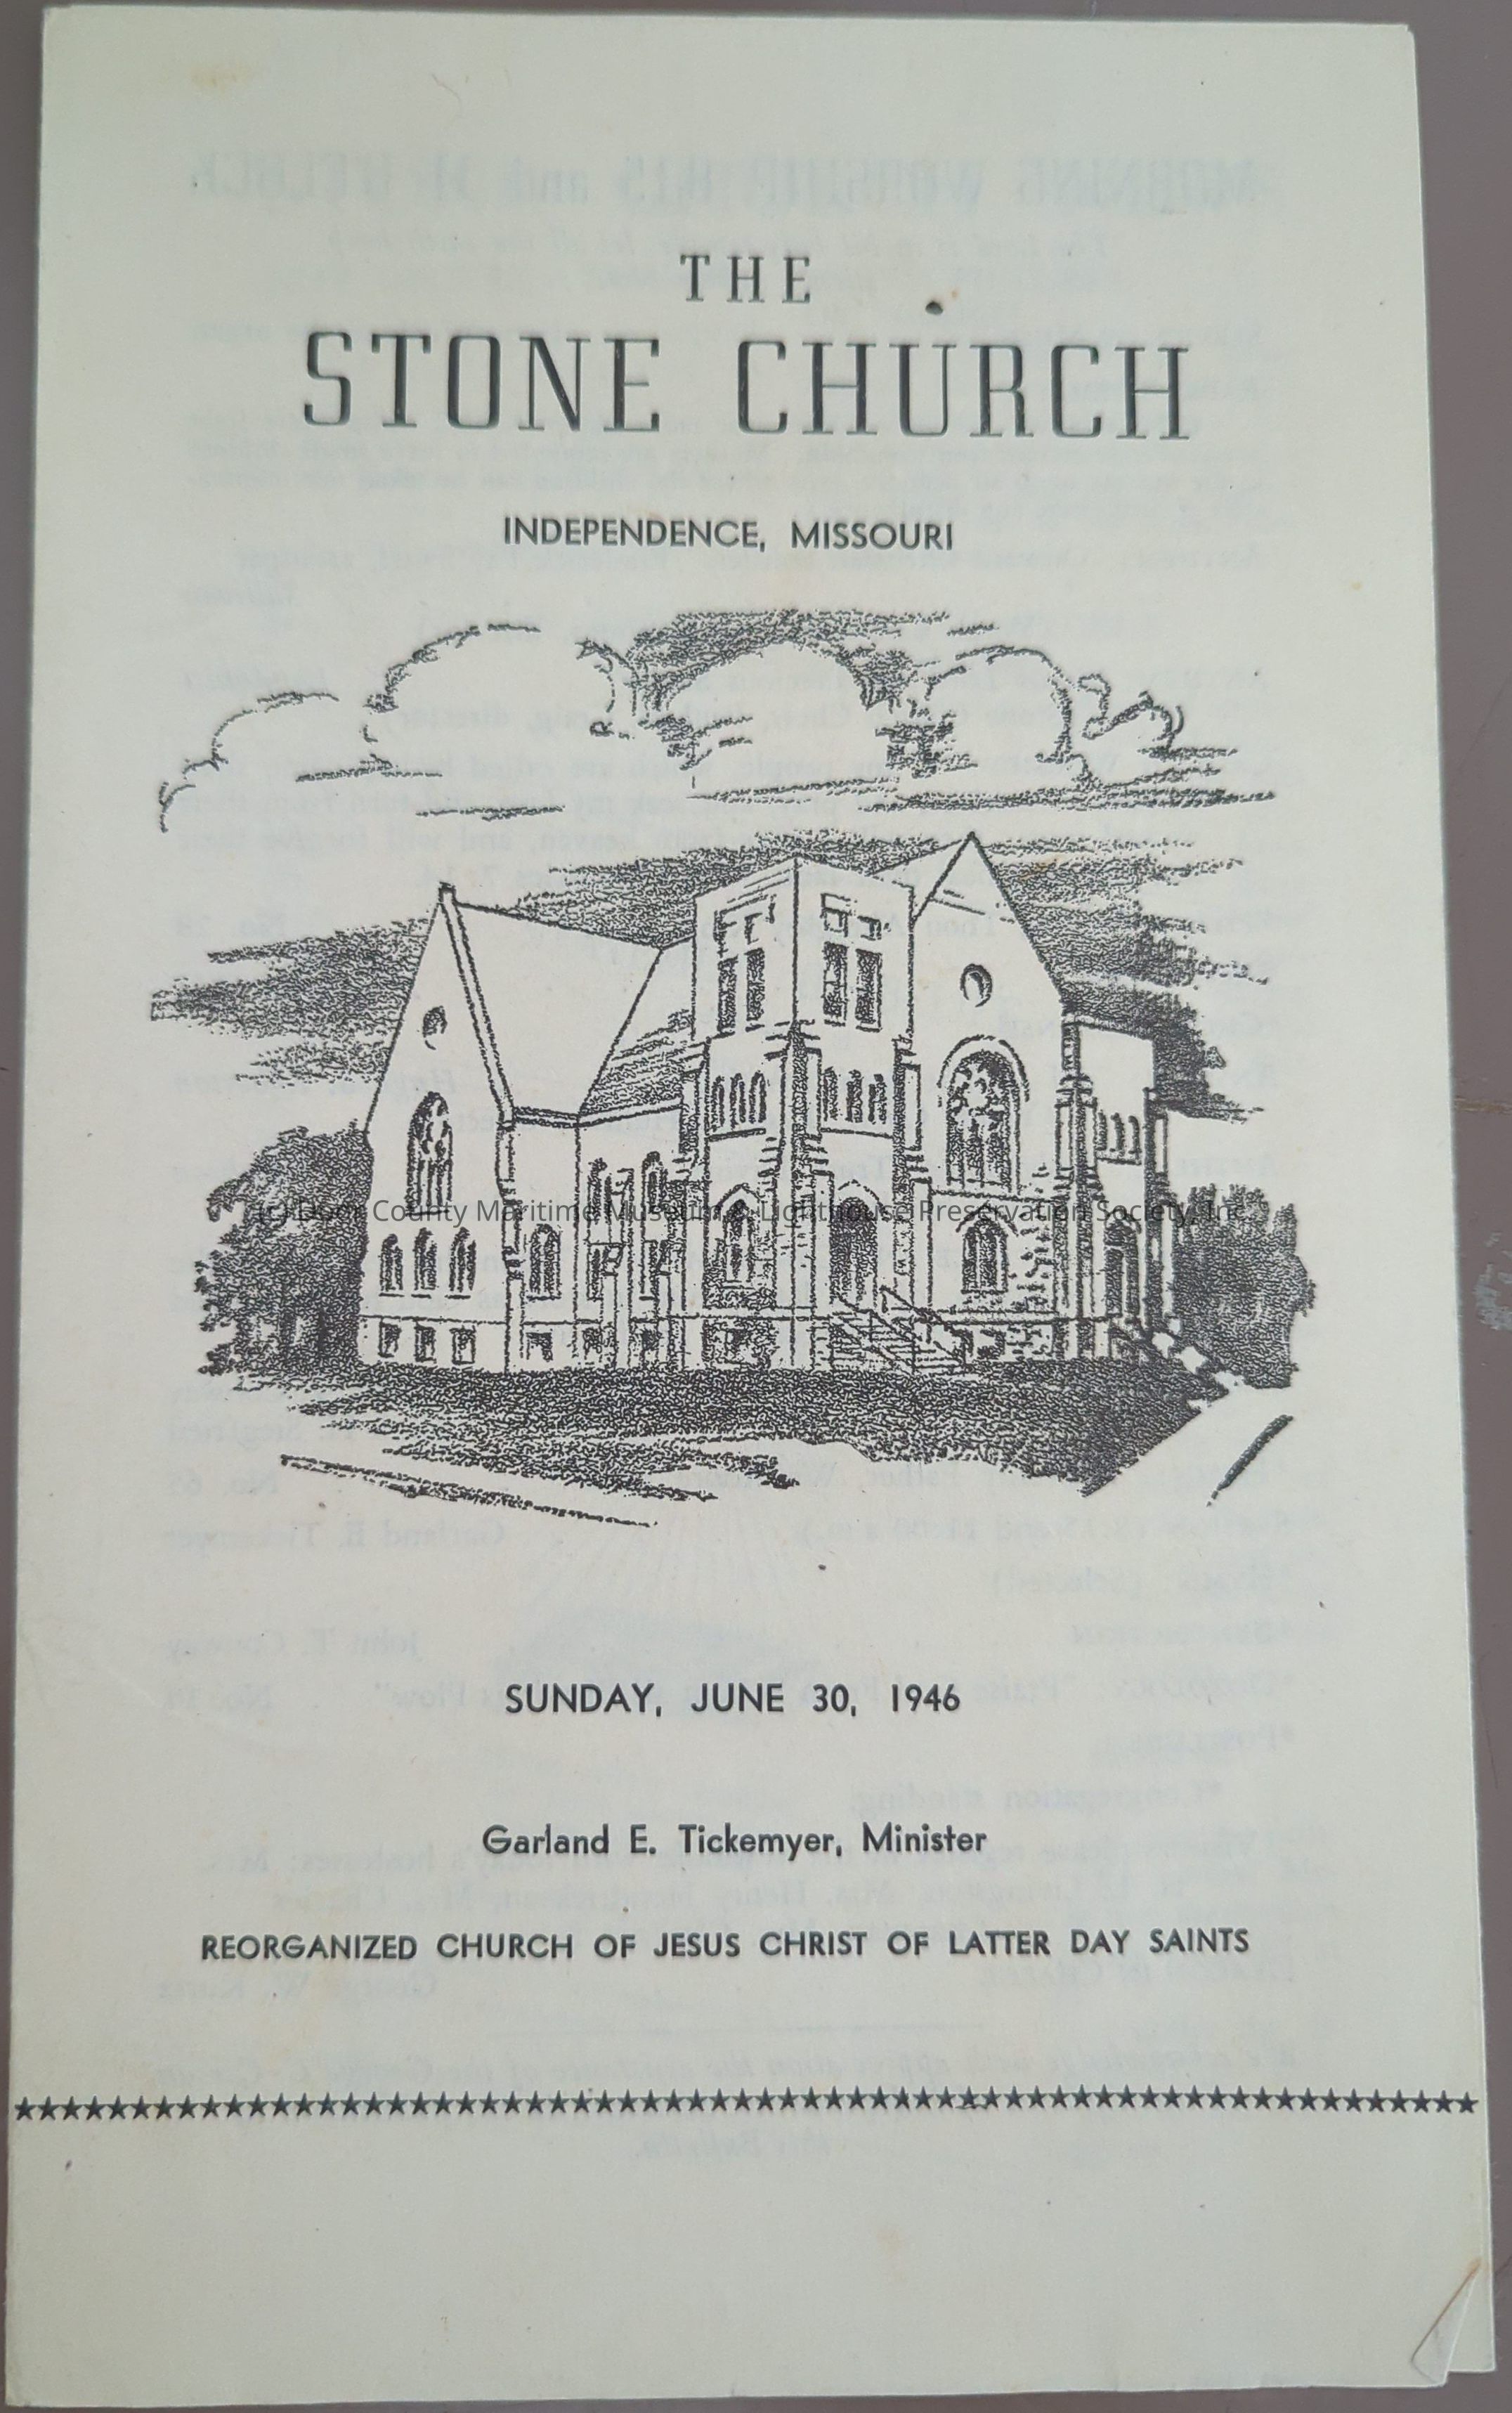 THE
STONE CHURCH
INDEPENDENCE, MISSOURI
(c) Door County Maritime Museum & Lighthouse Preservation Society, Inc.
SUNDAY, JUNE 30, 1946
Garland E. Tickemyer, Minister
REORGANIZED CHURCH OF JESUS CHRIST OF LATTER DAY SAINTS